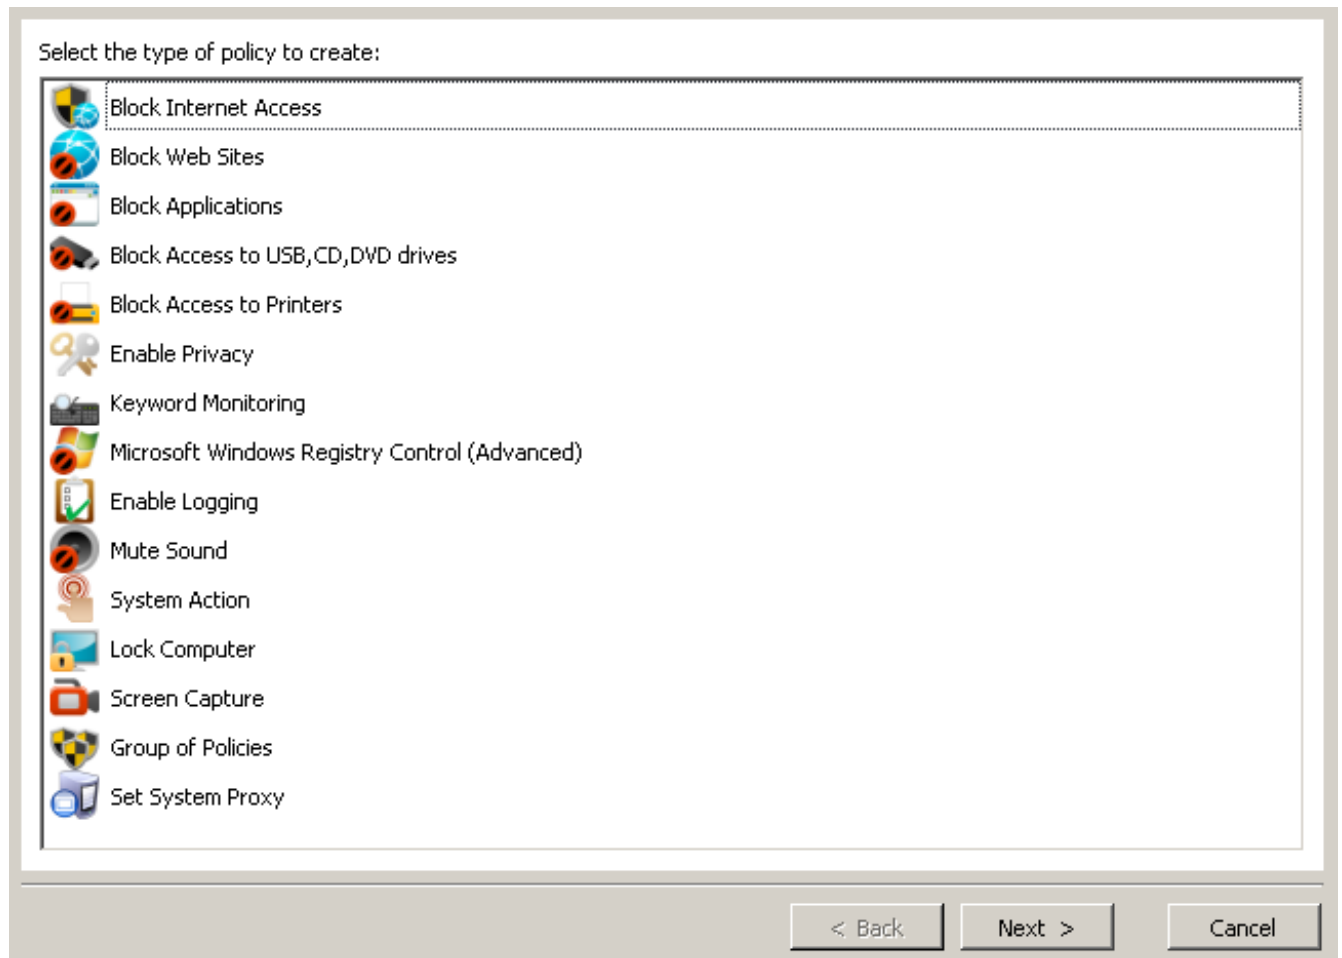 Select the type of policy to create:
Block Internet Access
Block Web Sites
Block Applications
Block Access to USB,CD,DVD drives
Block Access to Printers
Enable Privacy
Keyword Monitoring
Microsoft Windows Registry Control (Advanced)
Enable Logging
Mute Sound
System Action
Lock Computer
Screen Capture
Group of Policies
Set System Proxy
< Back Next > Cancel